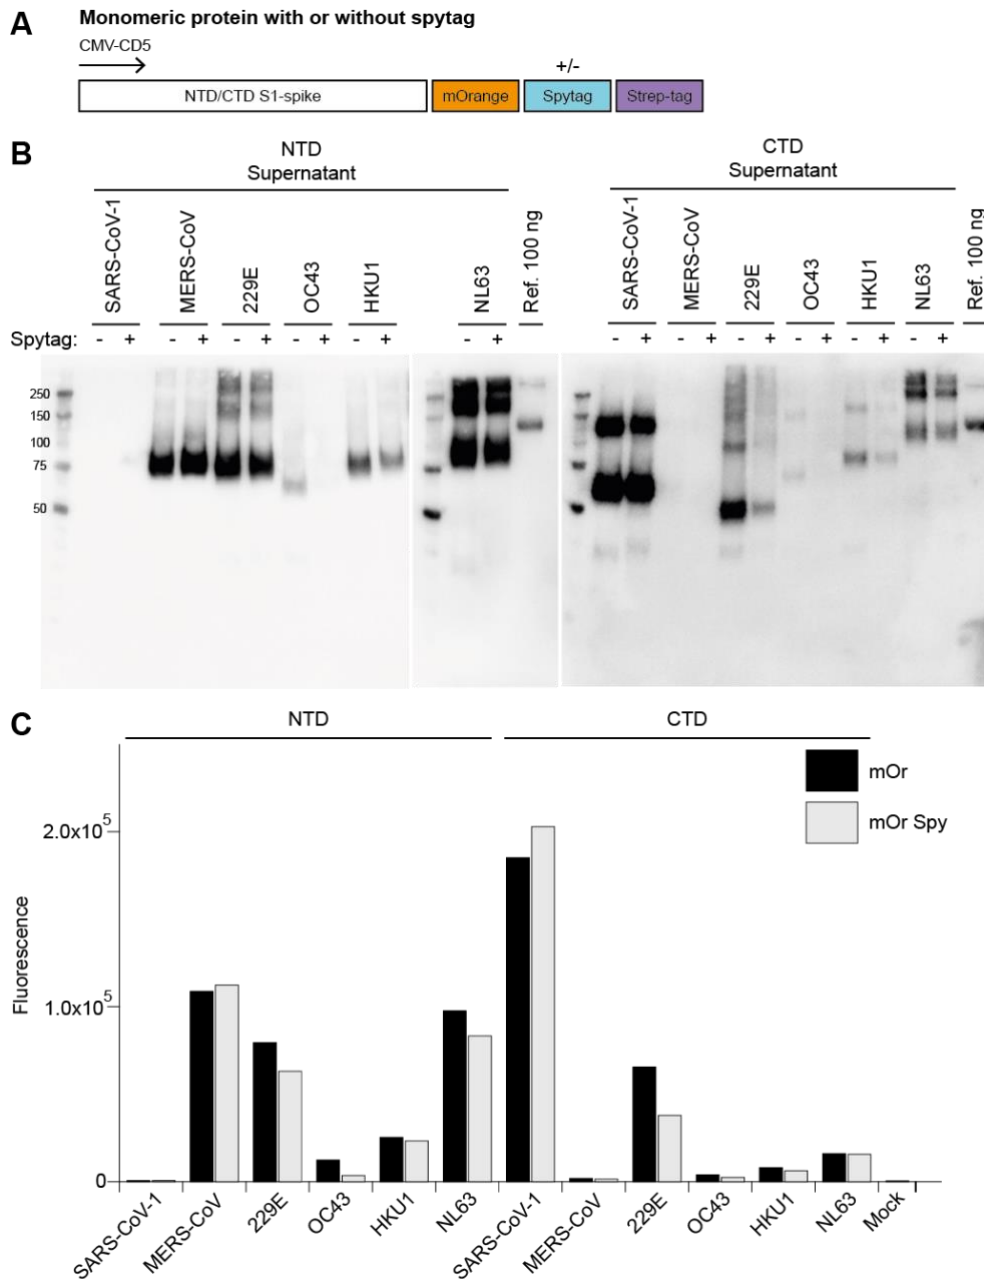 A
Monomeric protein with or without spytag
CMV-CD5
+/-
NTD/CTD S1-spike mOrange Spytag Strep-tag
B
NTD
Supernatant
CTD
Supernatant
SARS-CoV-1 MERS-CoV 229E OC43 HKU1 NL63 Ref. 100 ng SARS-CoV-1 MERS-CoV 229E OC43 HKU1 NL63 Ref. 100 ng
Spytag: - + - + - + - + - + - + - + - + - + - + - + - +
250
150
100
75
50
C
NTD CTD
mOr
mOr Spy
Fluorescence
2.0x10^5
1.0x10^5
0
SARS-CoV-1 MERS-CoV 229E OC43 HKU1 NL63 SARS-CoV-1 MERS-CoV 229E OC43 HKU1 NL63 Mock